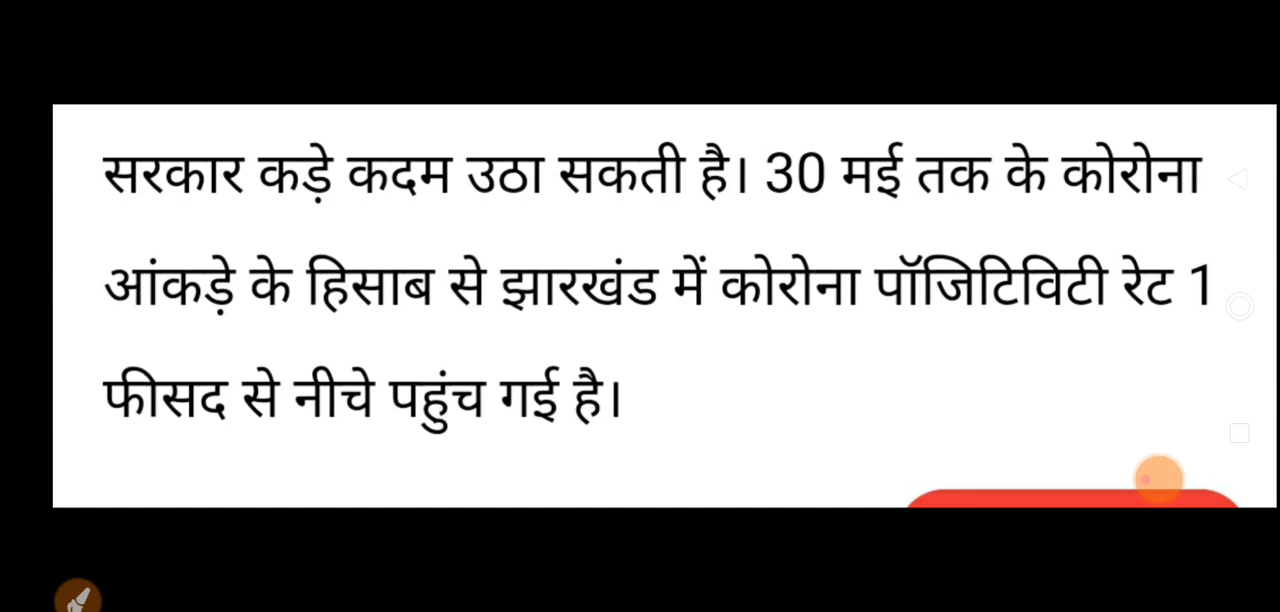 सरकार कड़े कदम उठा सकती है। 30 मई तक के कोरोना
आंकड़े के हिसाब से झारखंड में कोरोना पॉजिटिविटी रेट 1
फीसद से नीचे पहुंच गई है।